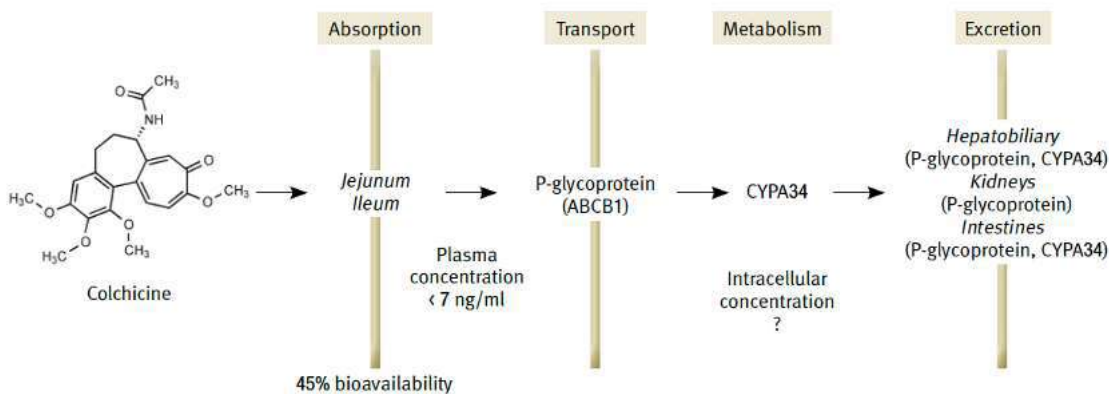 Absorption
Transport
Metabolism
Excretion
CH₃
O
NH
O
O
CH₃
O
CH₃
O
O
H₃C
CH₃
Colchicine
Jejunum
Ileum
Plasma
concentration
< 7 ng/ml
45% bioavailability
P-glycoprotein
(ABCB1)
CYPA34
Intracellular
concentration
?
Hepatobiliary
(P-glycoprotein, CYPA34)
Kidneys
(P-glycoprotein)
Intestines
(P-glycoprotein, CYPA34)